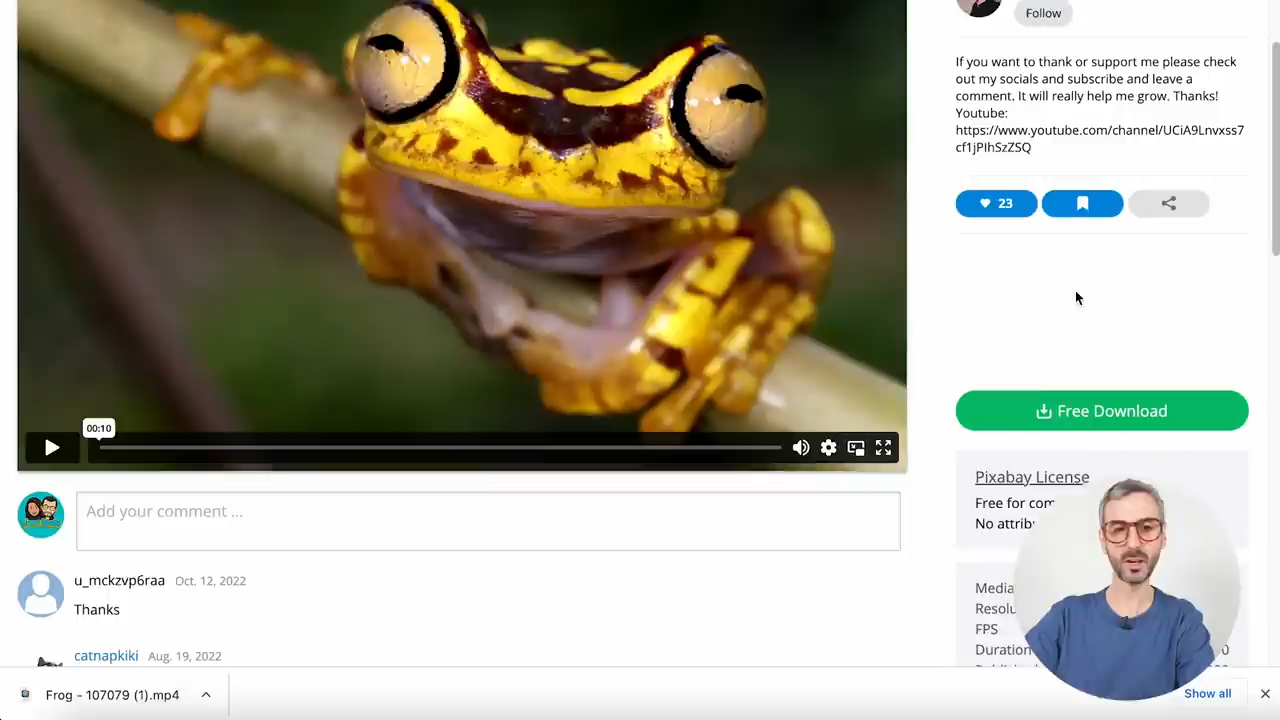 Follow
If you want to thank or support me please check
out my socials and subscribe and leave a
comment. It will really help me grow. Thanks!
Youtube:
https://www.youtube.com/channel/UCiA9Lnvxss7
cf1jPIhSzZSQ
23
00:10
Free Download
Pixabay License
Free for com
No attrib
Add your comment ...
u_mckzvp6raa Oct. 12, 2022
Thanks
catnapkiki Aug. 19, 2022
Media
Resolu
FPS
Duration
Frog – 107079 (1).mp4
Show all